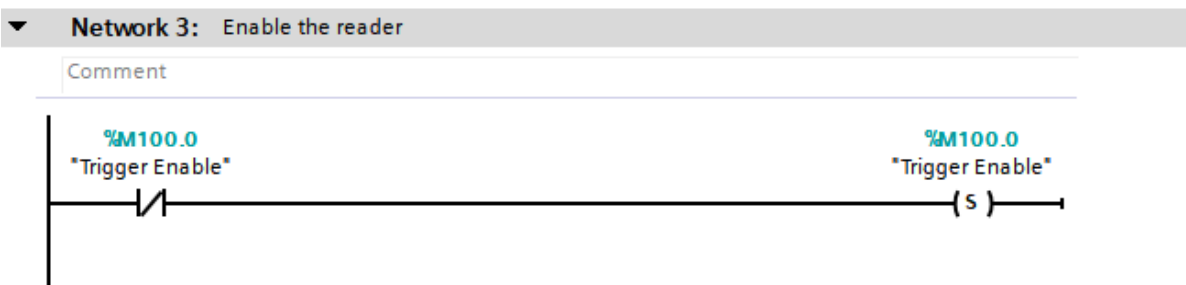 Network 3: Enable the reader
Comment
%M100.0 %M100.0
"Trigger Enable" "Trigger Enable"
S